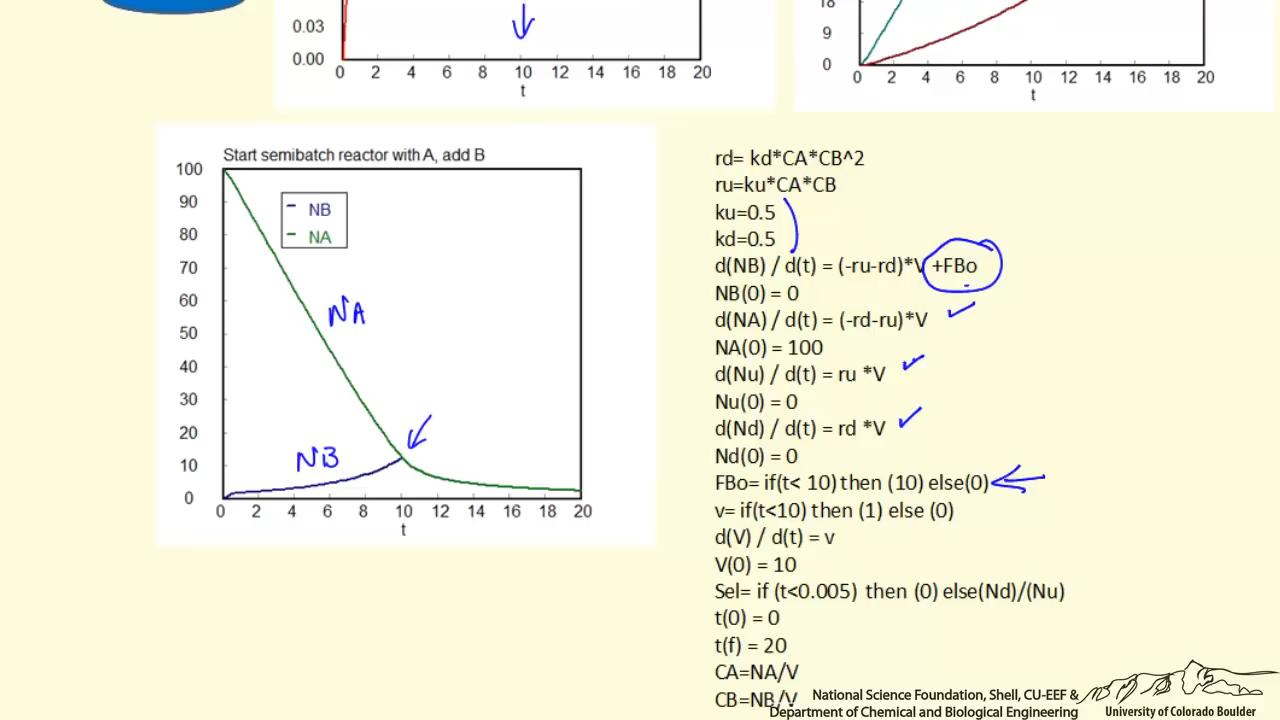 0.03
0.00
0 2 4 6 8 10 12 14 16 18 20
t
18
9
0
0 2 4 6 8 10 12 14 16 18 20
t
Start semibatch reactor with A, add B
100
90
80
70
60
50
40
30
20
10
0
NB
NA
NA
NB
0 2 4 6 8 10 12 14 16 18 20
t
rd= kd*CA*CB^2
ru=ku*CA*CB
ku=0.5
kd=0.5
d(NB) / d(t) = (-ru-rd)*V +FBo
NB(0) = 0
d(NA) / d(t) = (-rd-ru)*V
NA(0) = 100
d(Nu) / d(t) = ru *V
Nu(0) = 0
d(Nd) / d(t) = rd *V
Nd(0) = 0
FBo= if(t< 10) then (10) else(0)
v= if(t<10) then (1) else (0)
d(V) / d(t) = v
V(0) = 10
Sel= if (t<0.005) then (0) else(Nd)/(Nu)
t(0) = 0
t(f) = 20
CA=NA/V
CB=NB/V
National Science Foundation, Shell, CU-EEF &
Department of Chemical and Biological Engineering
University of Colorado Boulder